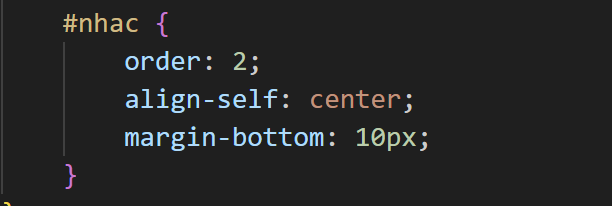 #nhac {
order: 2;
align-self: center;
margin-bottom: 10px;
}